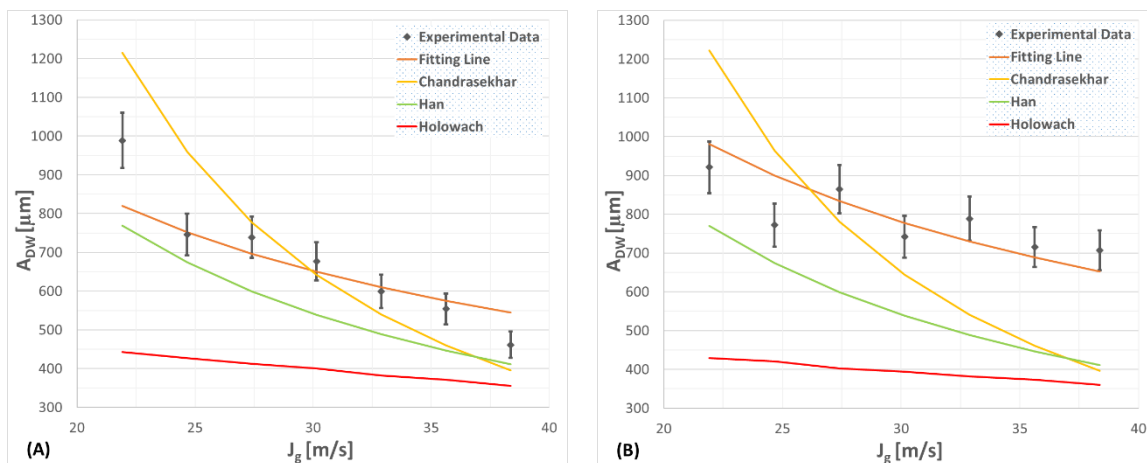 1300
1200
1100
1000
900
800
700
600
500
400
300
A_DW [µm]
Experimental Data
Fitting Line
Chandrasekhar
Han
Holowach
20
25
30
35
40
J_g [m/s]
(A)
1300
1200
1100
1000
900
800
700
600
500
400
300
A_DW [µm]
Experimental Data
Fitting Line
Chandrasekhar
Han
Holowach
20
25
30
35
40
J_g [m/s]
(B)